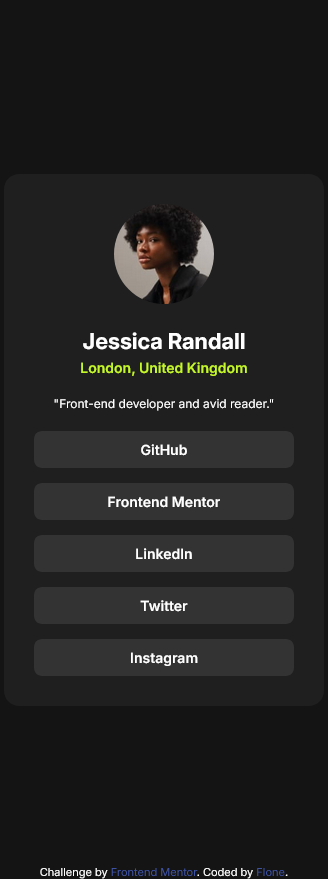 Jessica Randall
London, United Kingdom
"Front-end developer and avid reader."
GitHub
Frontend Mentor
LinkedIn
Twitter
Instagram
Challenge by Frontend Mentor. Coded by Flone.